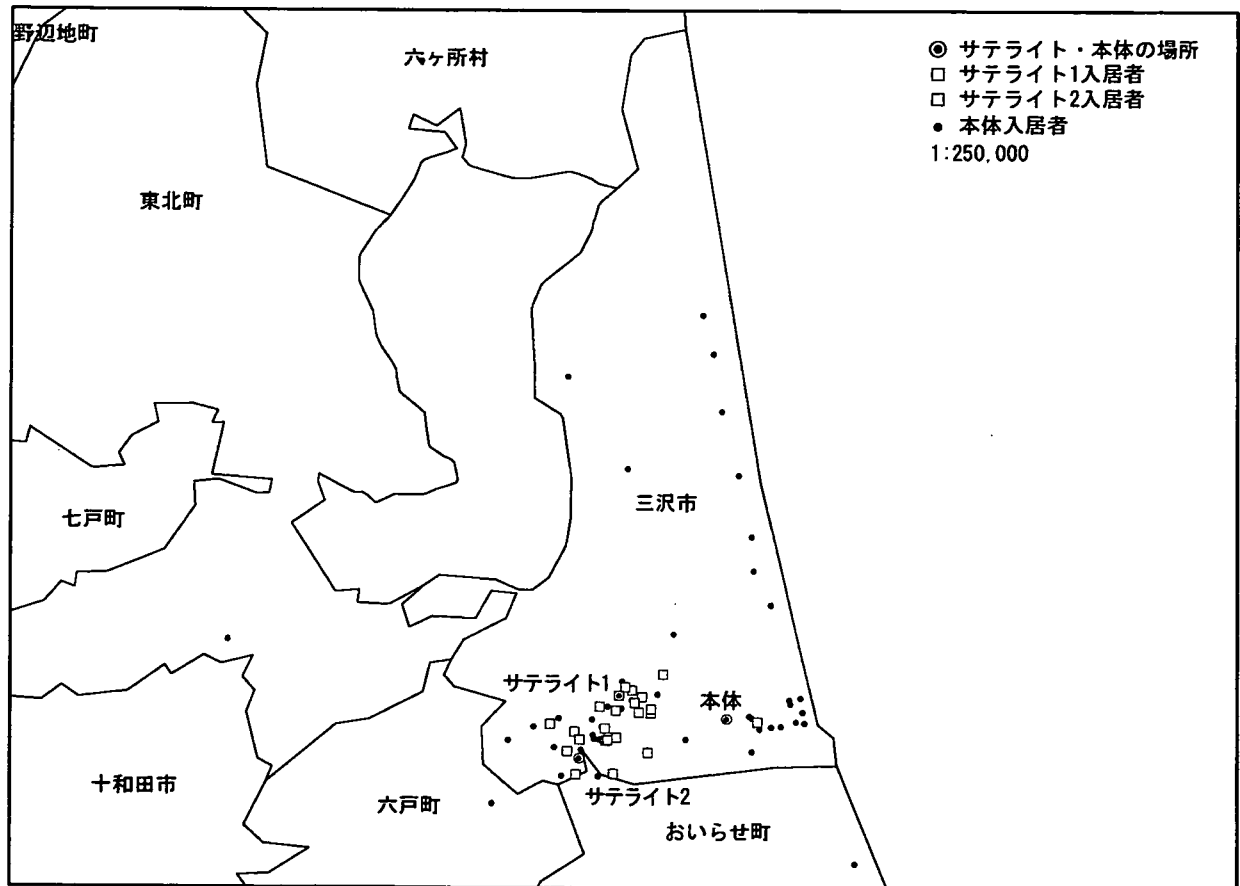 野辺地町
六ヶ所村
◉ サテライト・本体の場所
□ サテライト1入居者
□ サテライト2入居者
• 本体入居者
1:250,000
東北町
三沢市
七戸町
サテライト1
本体
十和田市
六戸町
サテライト2
おいらせ町